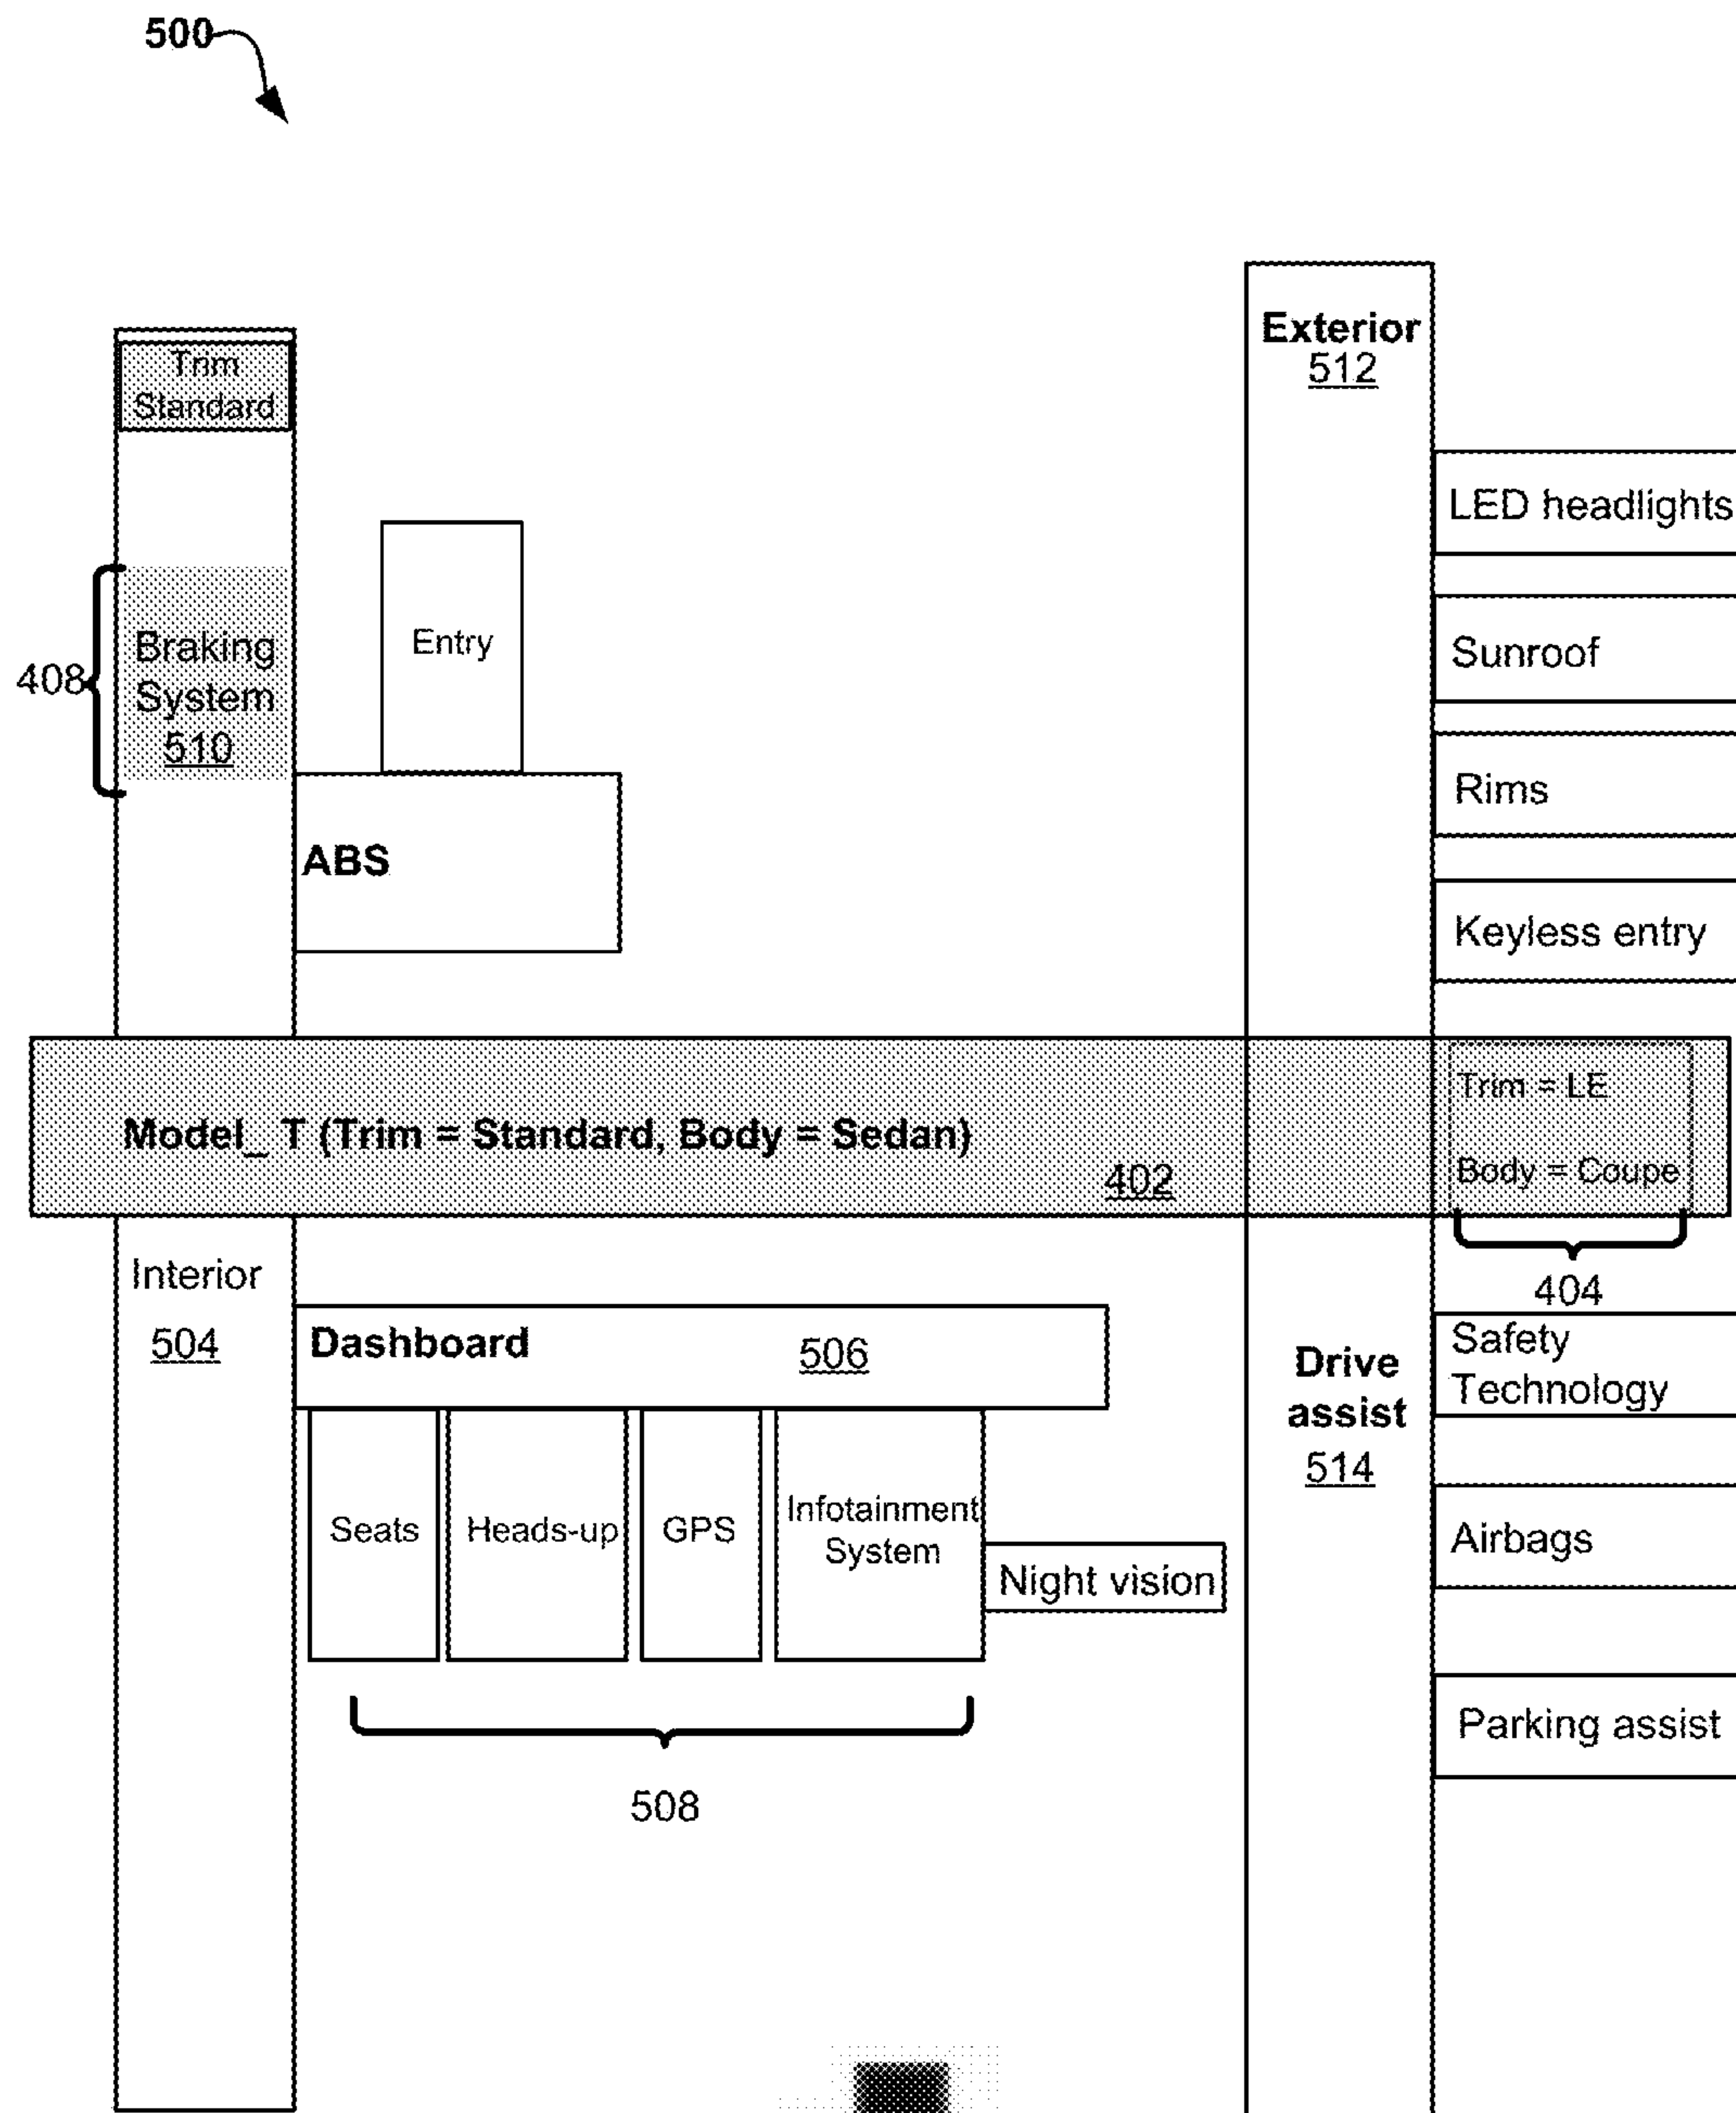 500
Exterior
512
Trim
Standard
LED headlights
Sunroof
Rims
Keyless entry
408
Braking
System
510
Entry
ABS
Model_ T (Trim = Standard, Body = Sedan)
402
Trim = LE
Body = Coupe
404
Interior
504
Dashboard
506
Seats
Heads-up
GPS
Infotainment
System
Night vision
508
Drive
assist
514
Safety
Technology
Airbags
Parking assist